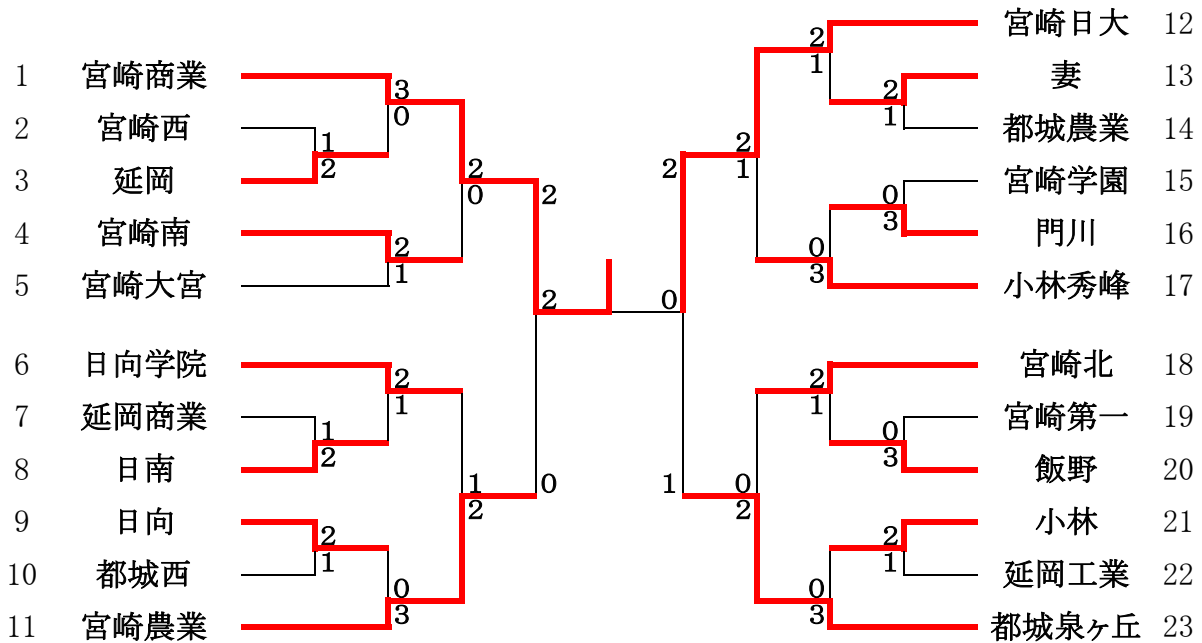 1 宮崎商業
2 宮崎西
3 延岡
4 宮崎南
5 宮崎大宮
6 日向学院
7 延岡商業
8 日南
9 日向
10 都城西
11 宮崎農業
3
0
1
2
2
0
2
1
2
2
1
1
2
2
1
0
3
1
2
0
2
2
0
1
2
1
2
1
2
1
0
3
0
3
2
1
0
3
0
2
2
1
0
3
宮崎日大 12
妻 13
都城農業 14
宮崎学園 15
門川 16
小林秀峰 17
宮崎北 18
宮崎第一 19
飯野 20
小林 21
延岡工業 22
都城泉ヶ丘 23